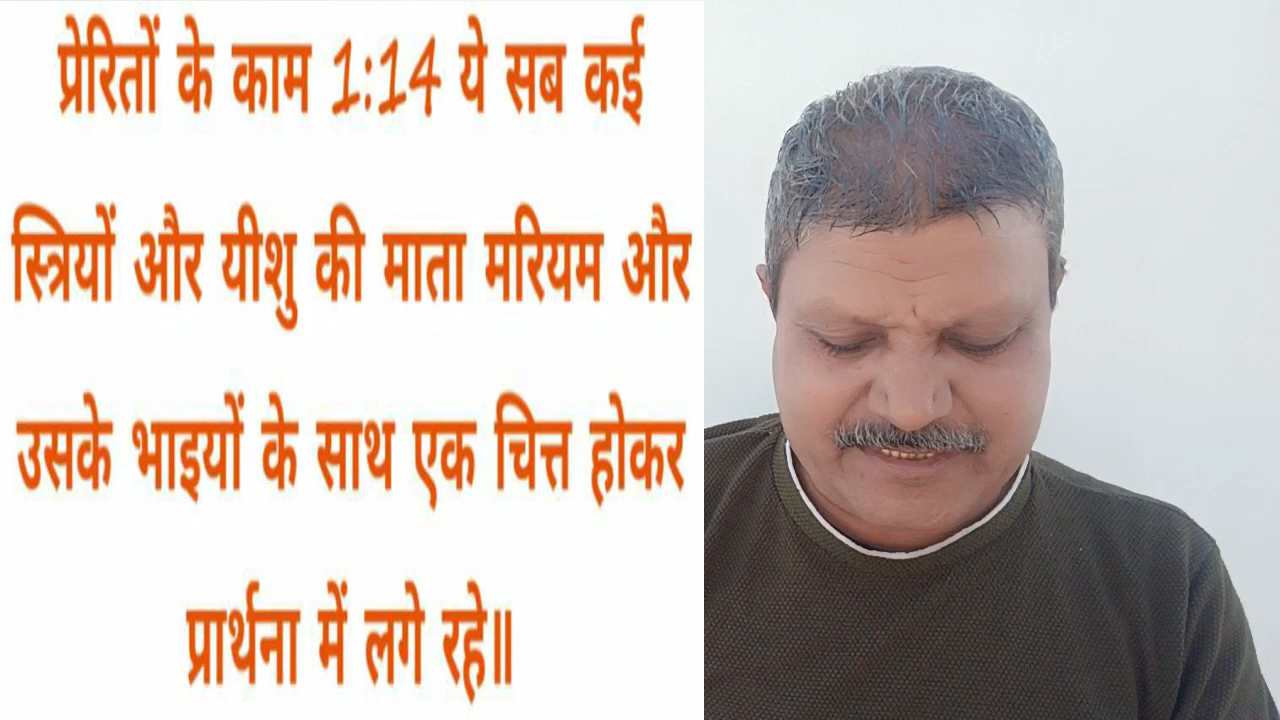 प्रेरितों के काम 1:14 ये सब कई
स्त्रियों और यीशु की माता मरियम और
उसके भाइयों के साथ एक चित्त होकर
प्रार्थना में लगे रहे॥